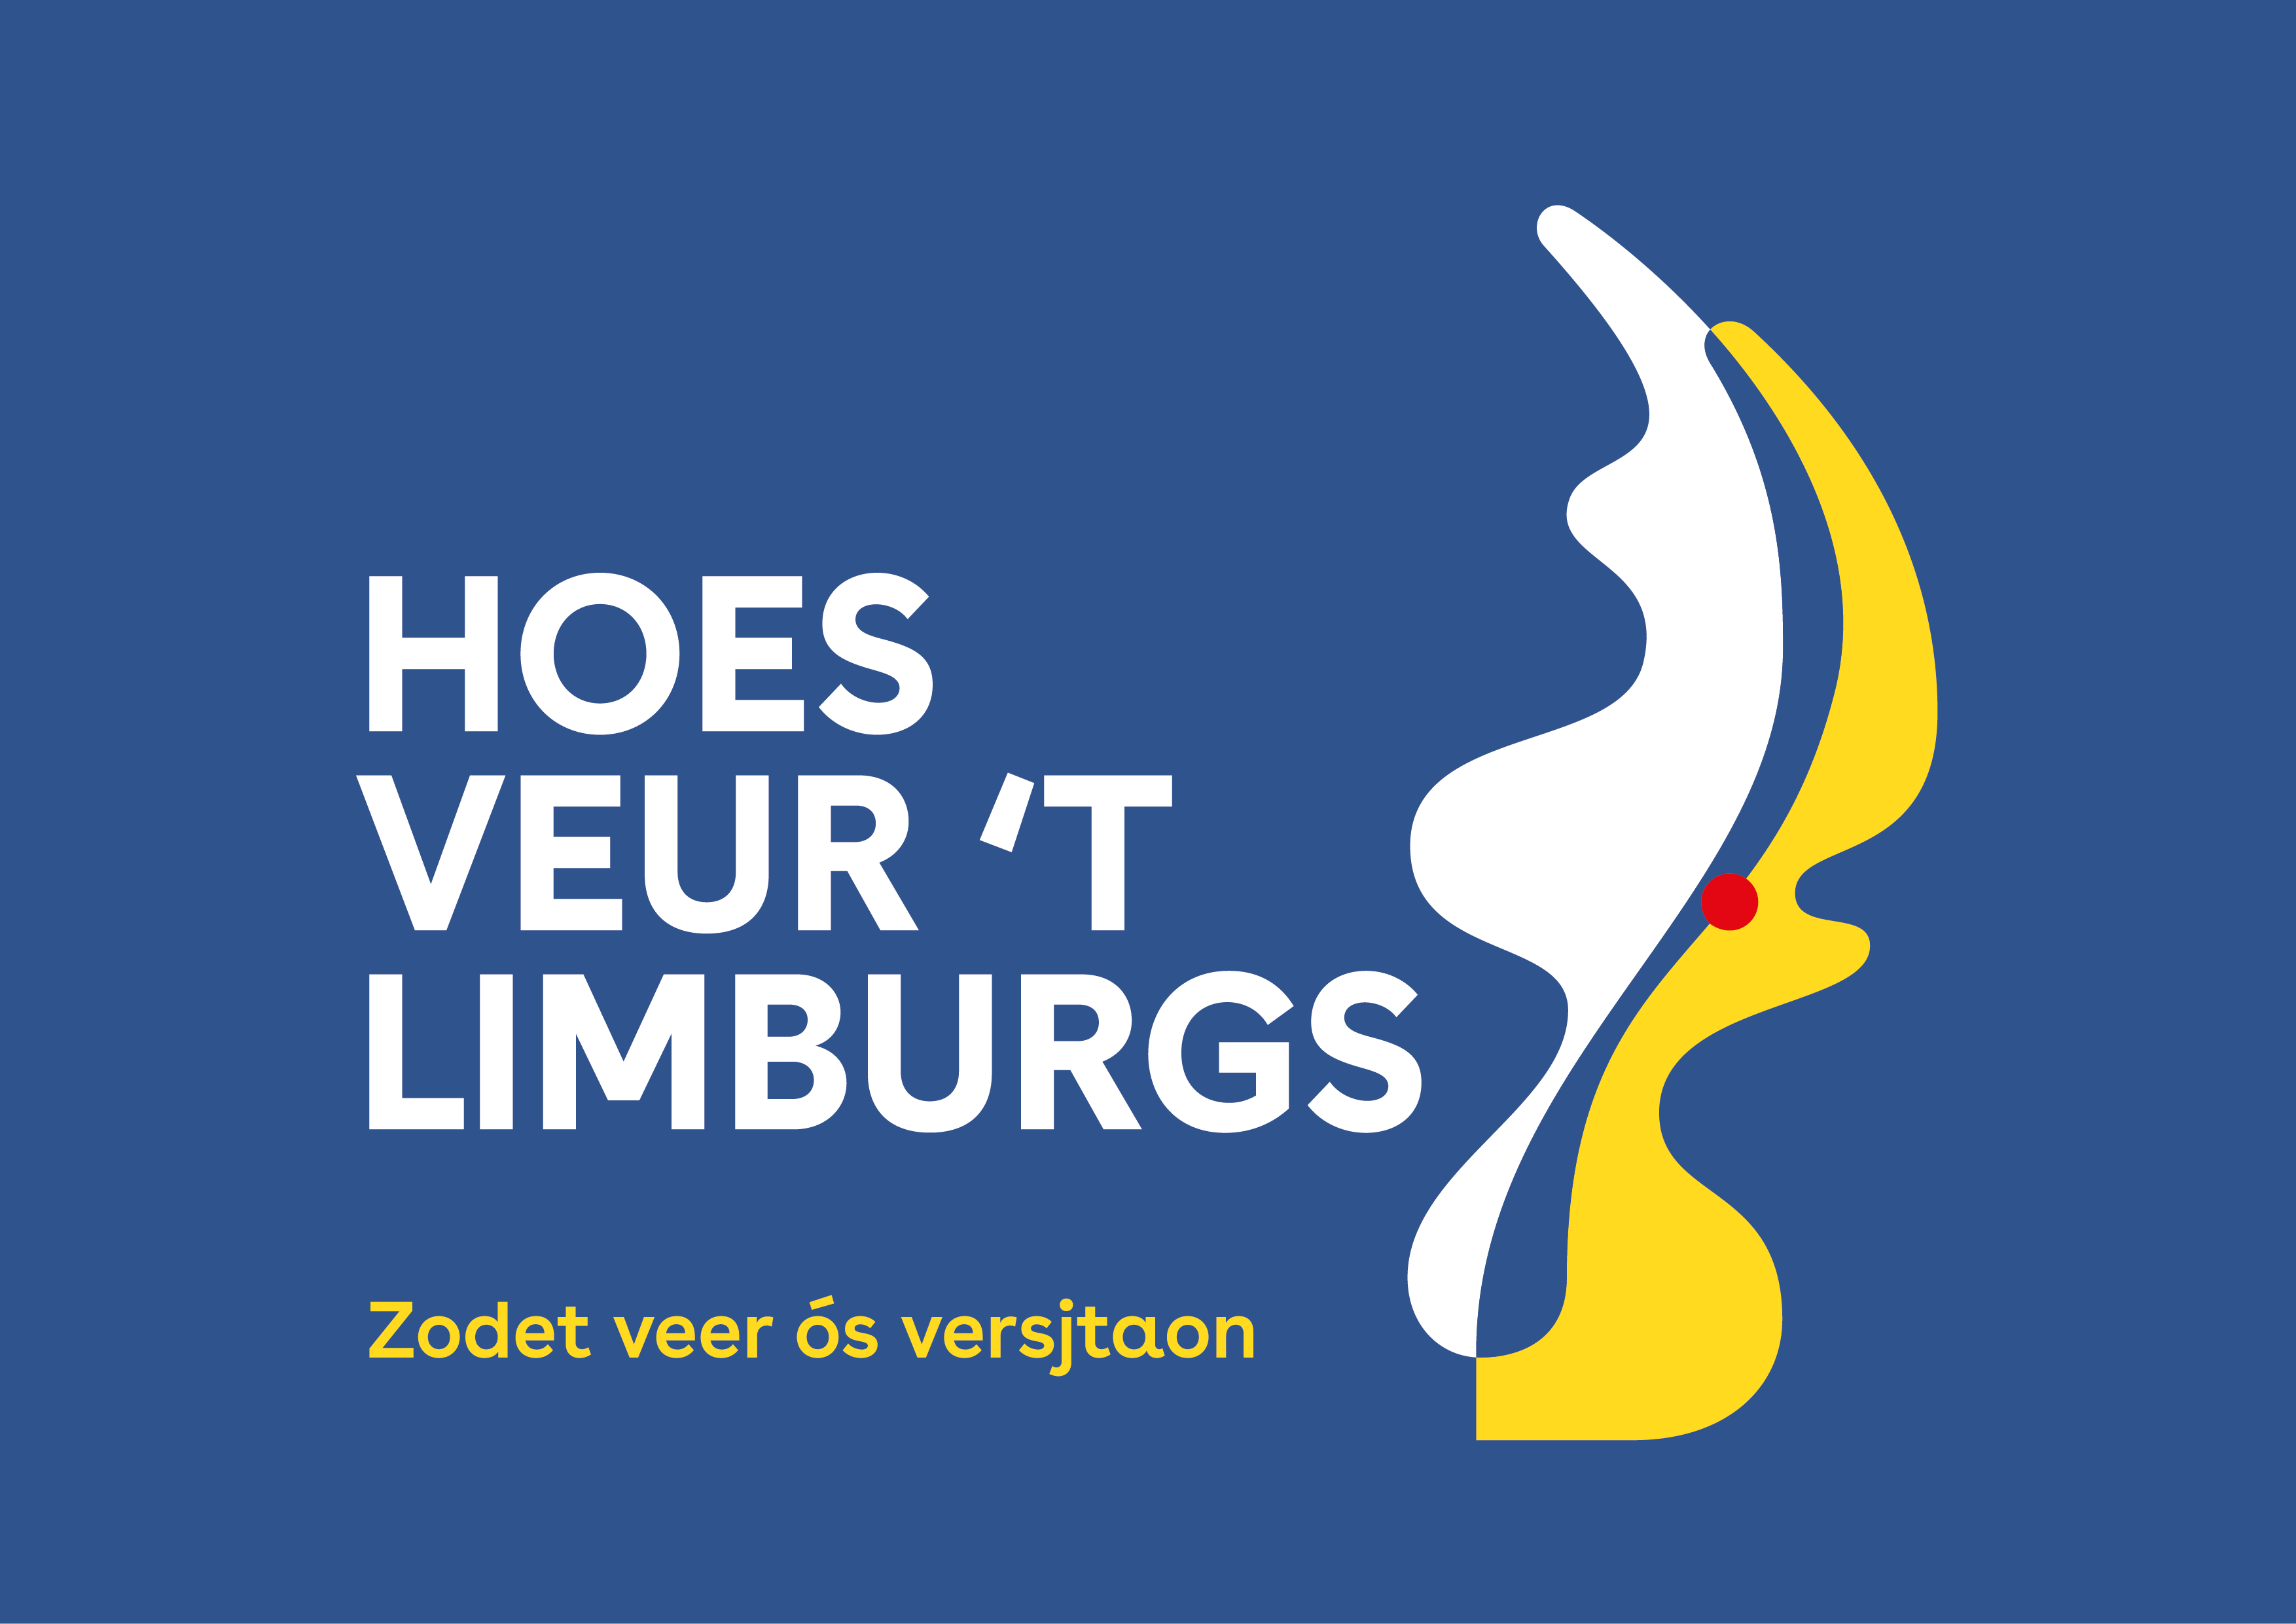 HOES
VEUR ‘T
LIMBURGS
Zodet veer ós versjtaon